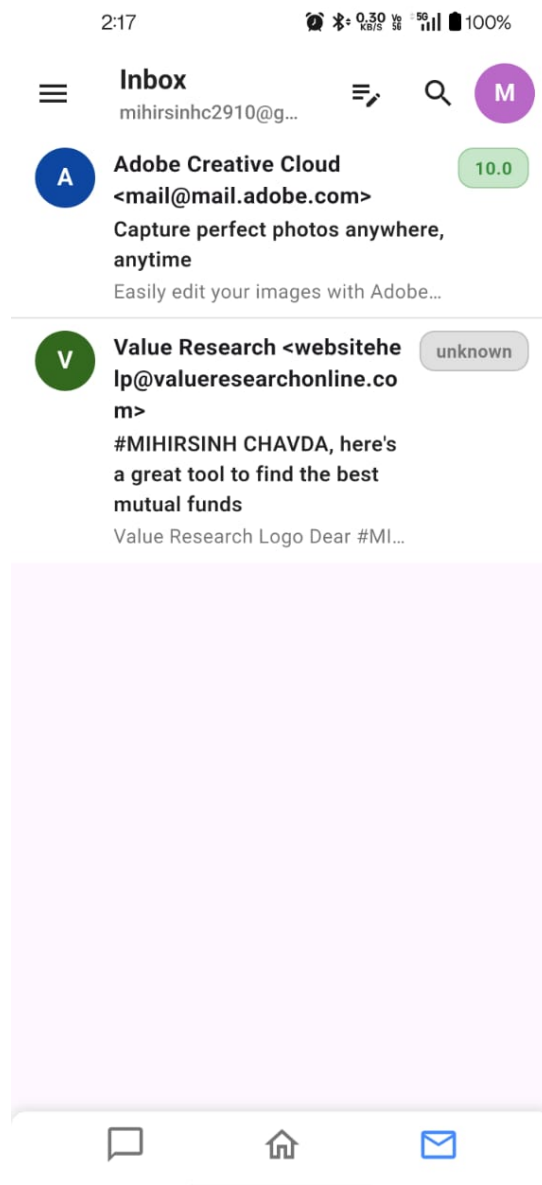 2:17 0.30 KB/S Vo 5G 5G 100%
Inbox
mihirsinhc2910@g...
M
A
Adobe Creative Cloud
<mail@mail.adobe.com>
10.0
Capture perfect photos anywhere,
anytime
Easily edit your images with Adobe...
V
Value Research <websitehe
lp@valueresearchonline.co
m>
unknown
#MIHIRSINH CHAVDA, here's
a great tool to find the best
mutual funds
Value Research Logo Dear #MI...